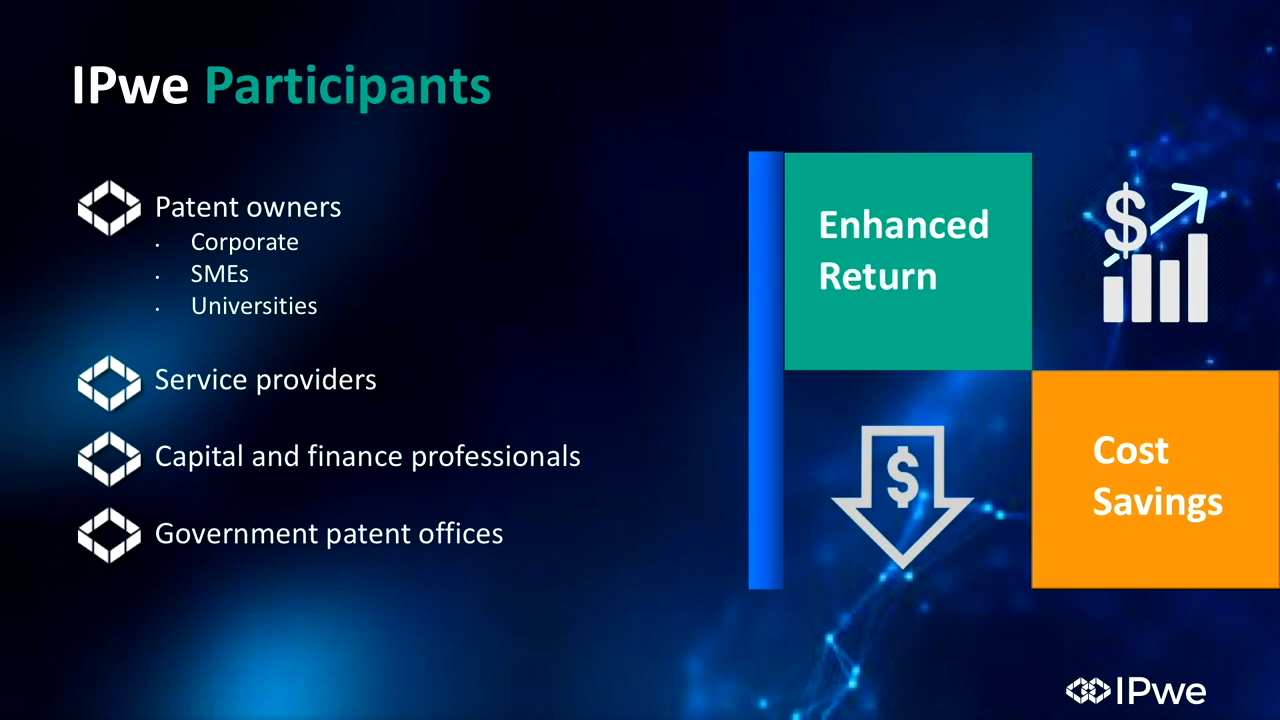 IPwe Participants
Patent owners
· Corporate
· SMEs
· Universities
Service providers
Capital and finance professionals
Government patent offices
Enhanced
Return
$
$
Cost
Savings
IPwe